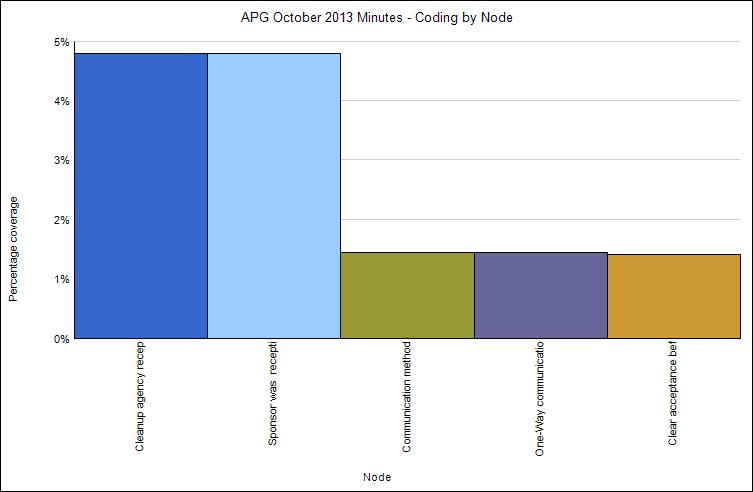 APG October 2013 Minutes - Coding by Node
5%
4%
3%
2%
1%
0%
Percentage coverage
Cleanup agency recep
Sponsor was  recepti
Communication method
One-Way communicatio
Clear acceptance bef
Node